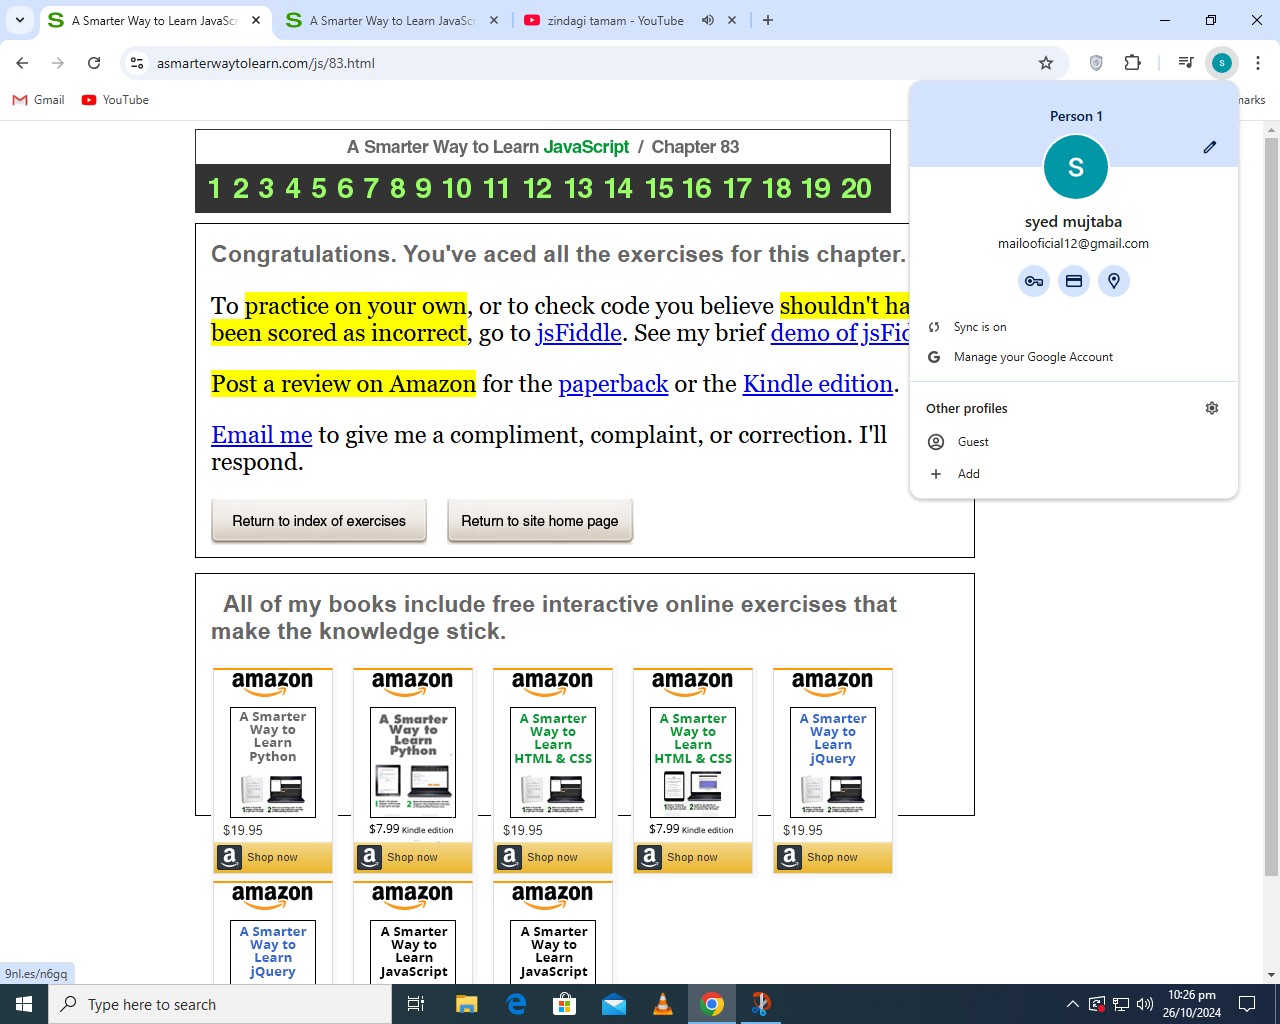 A Smarter Way to Learn JavaSc
A Smarter Way to Learn JavaSc
zindagi tamam - YouTube
asmarterwaytolearn.com/js/83.html
S
Gmail
YouTube
marks
A Smarter Way to Learn JavaScript / Chapter 83
1 2 3 4 5 6 7 8 9 10 11 12 13 14 15 16 17 18 19 20
Congratulations. You've aced all the exercises for this chapter.
To practice on your own, or to check code you believe shouldn't ha
been scored as incorrect, go to jsFiddle. See my brief demo of jsFid
Post a review on Amazon for the paperback or the Kindle edition.
Email me to give me a compliment, complaint, or correction. I'll
respond.
Return to index of exercises
Return to site home page
Person 1
S
syed mujtaba
mailooficial12@gmail.com
Sync is on
G Manage your Google Account
Other profiles
Guest
Add
All of my books include free interactive online exercises that
make the knowledge stick.
amazon
A Smarter
Way to
Learn
Python
$19.95
a Shop now
amazon
A Smarter
Way to
Learn
Python
$7.99 Kindle edition
a Shop now
amazon
A Smarter
Way to
Learn
HTML & CSS
$19.95
a Shop now
amazon
A Smarter
Way to
Learn
HTML & CSS
$7.99 Kindle edition
a Shop now
amazon
A Smarter
Way to
Learn
jQuery
$19.95
a Shop now
amazon
A Smarter
Way to
Learn
jQuery
amazon
A Smarter
Way to
Learn
JavaScript
amazon
A Smarter
Way to
Learn
JavaScript
9nl.es/n6gq
Type here to search
10:26 pm
26/10/2024